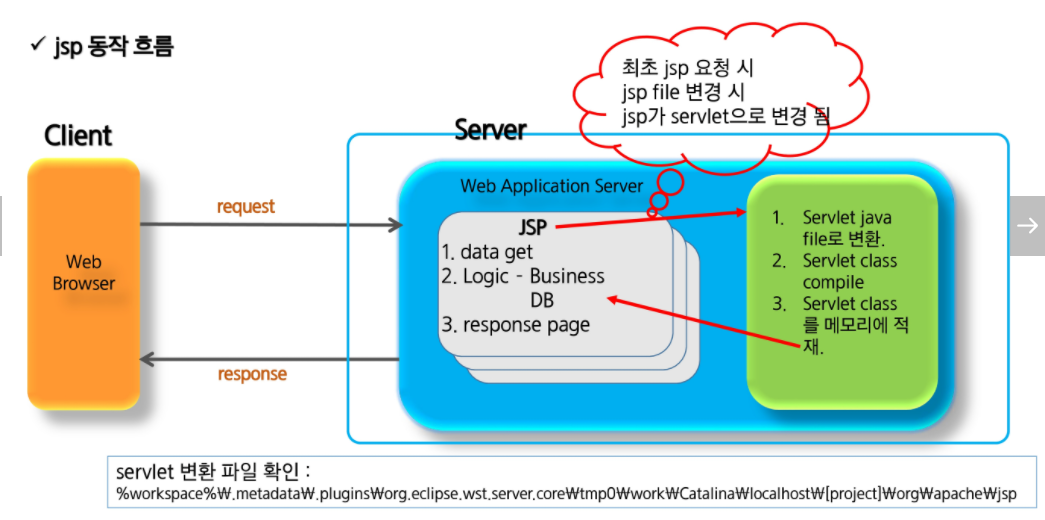 ✓ jsp 동작 흐름
최초 jsp 요청 시
jsp file 변경 시
jsp가 servlet으로 변경 됨
Client
Server
Web Application Server
request
Web
Browser
JSP
1. data get
2. Logic - Business
DB
3. response page
1. Servlet java
file로 변환.
2. Servlet class
compile
3. Servlet class
를 메모리에 적
재.
response
servlet 변환 파일 확인 :
%workspace%₩.metadata₩.plugins₩org.eclipse.wst.server.core₩tmp0₩work₩Catalina₩localhost₩[project]₩org₩apache₩jsp